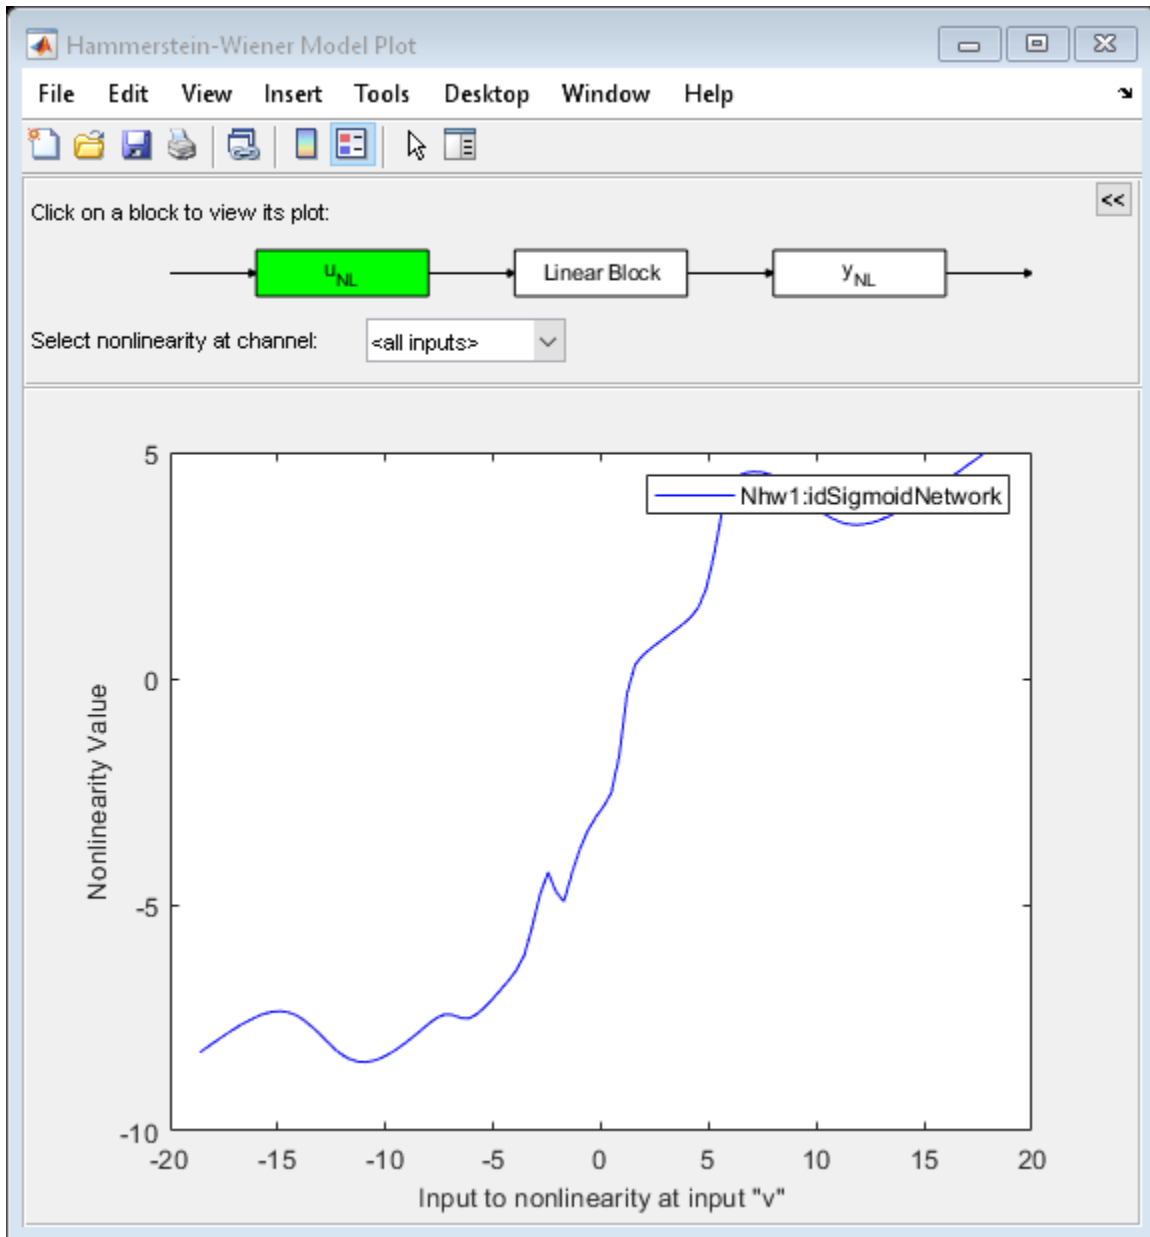 Hammerstein-Wiener Model Plot
File Edit View Insert Tools Desktop Window Help
Click on a block to view its plot:
<<
u_NL Linear Block y_NL
Select nonlinearity at channel: <all inputs>
Nhw1:idSigmoidNetwork
5
0
-5
-10
Nonlinearity Value
-20 -15 -10 -5 0 5 10 15 20
Input to nonlinearity at input "v"